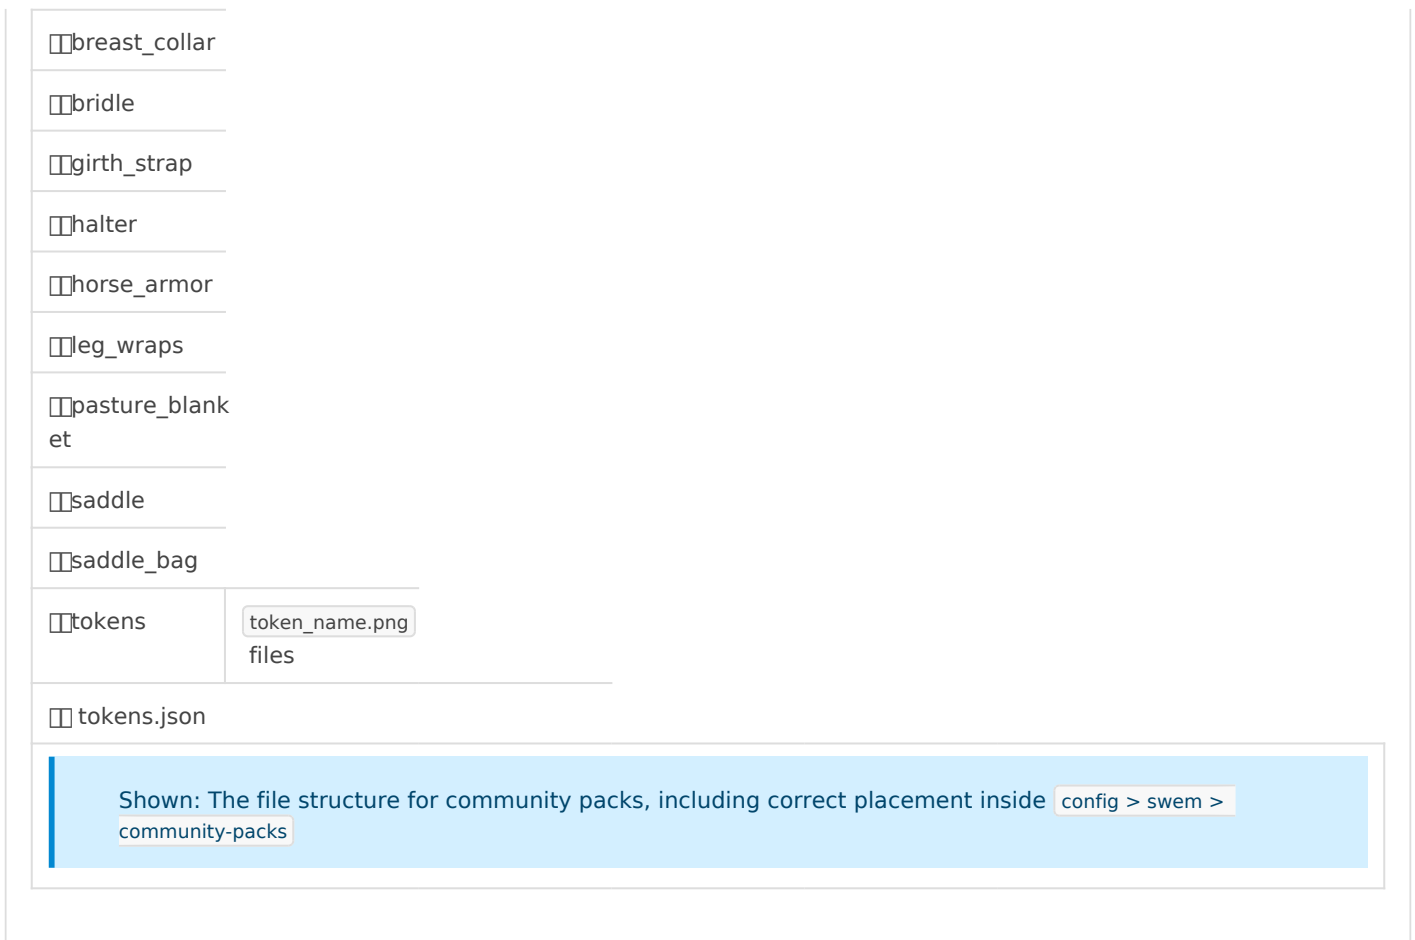 breast_collar
bridle
girth_strap
halter
horse_armor
leg_wraps
pasture_blank
et
saddle
saddle_bag
tokens token_name.png
files
tokens.json
Shown: The file structure for community packs, including correct placement inside config > swem >
community-packs